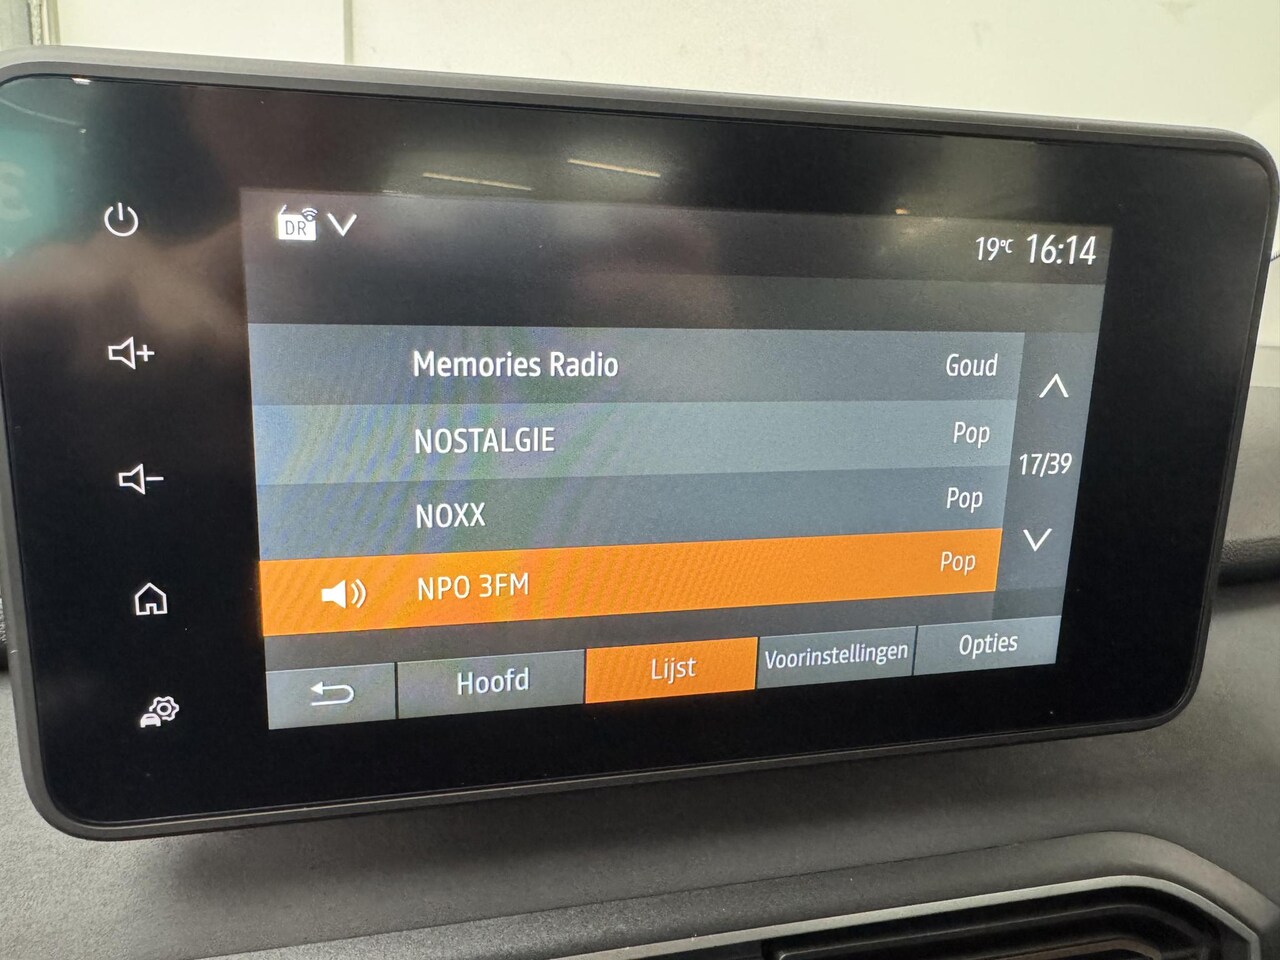 DR
19°C 16:14
Memories Radio Goud
NOSTALGIE Pop
17/39
NOXX Pop
NPO 3FM Pop
Hoofd Lijst Voorinstellingen Opties